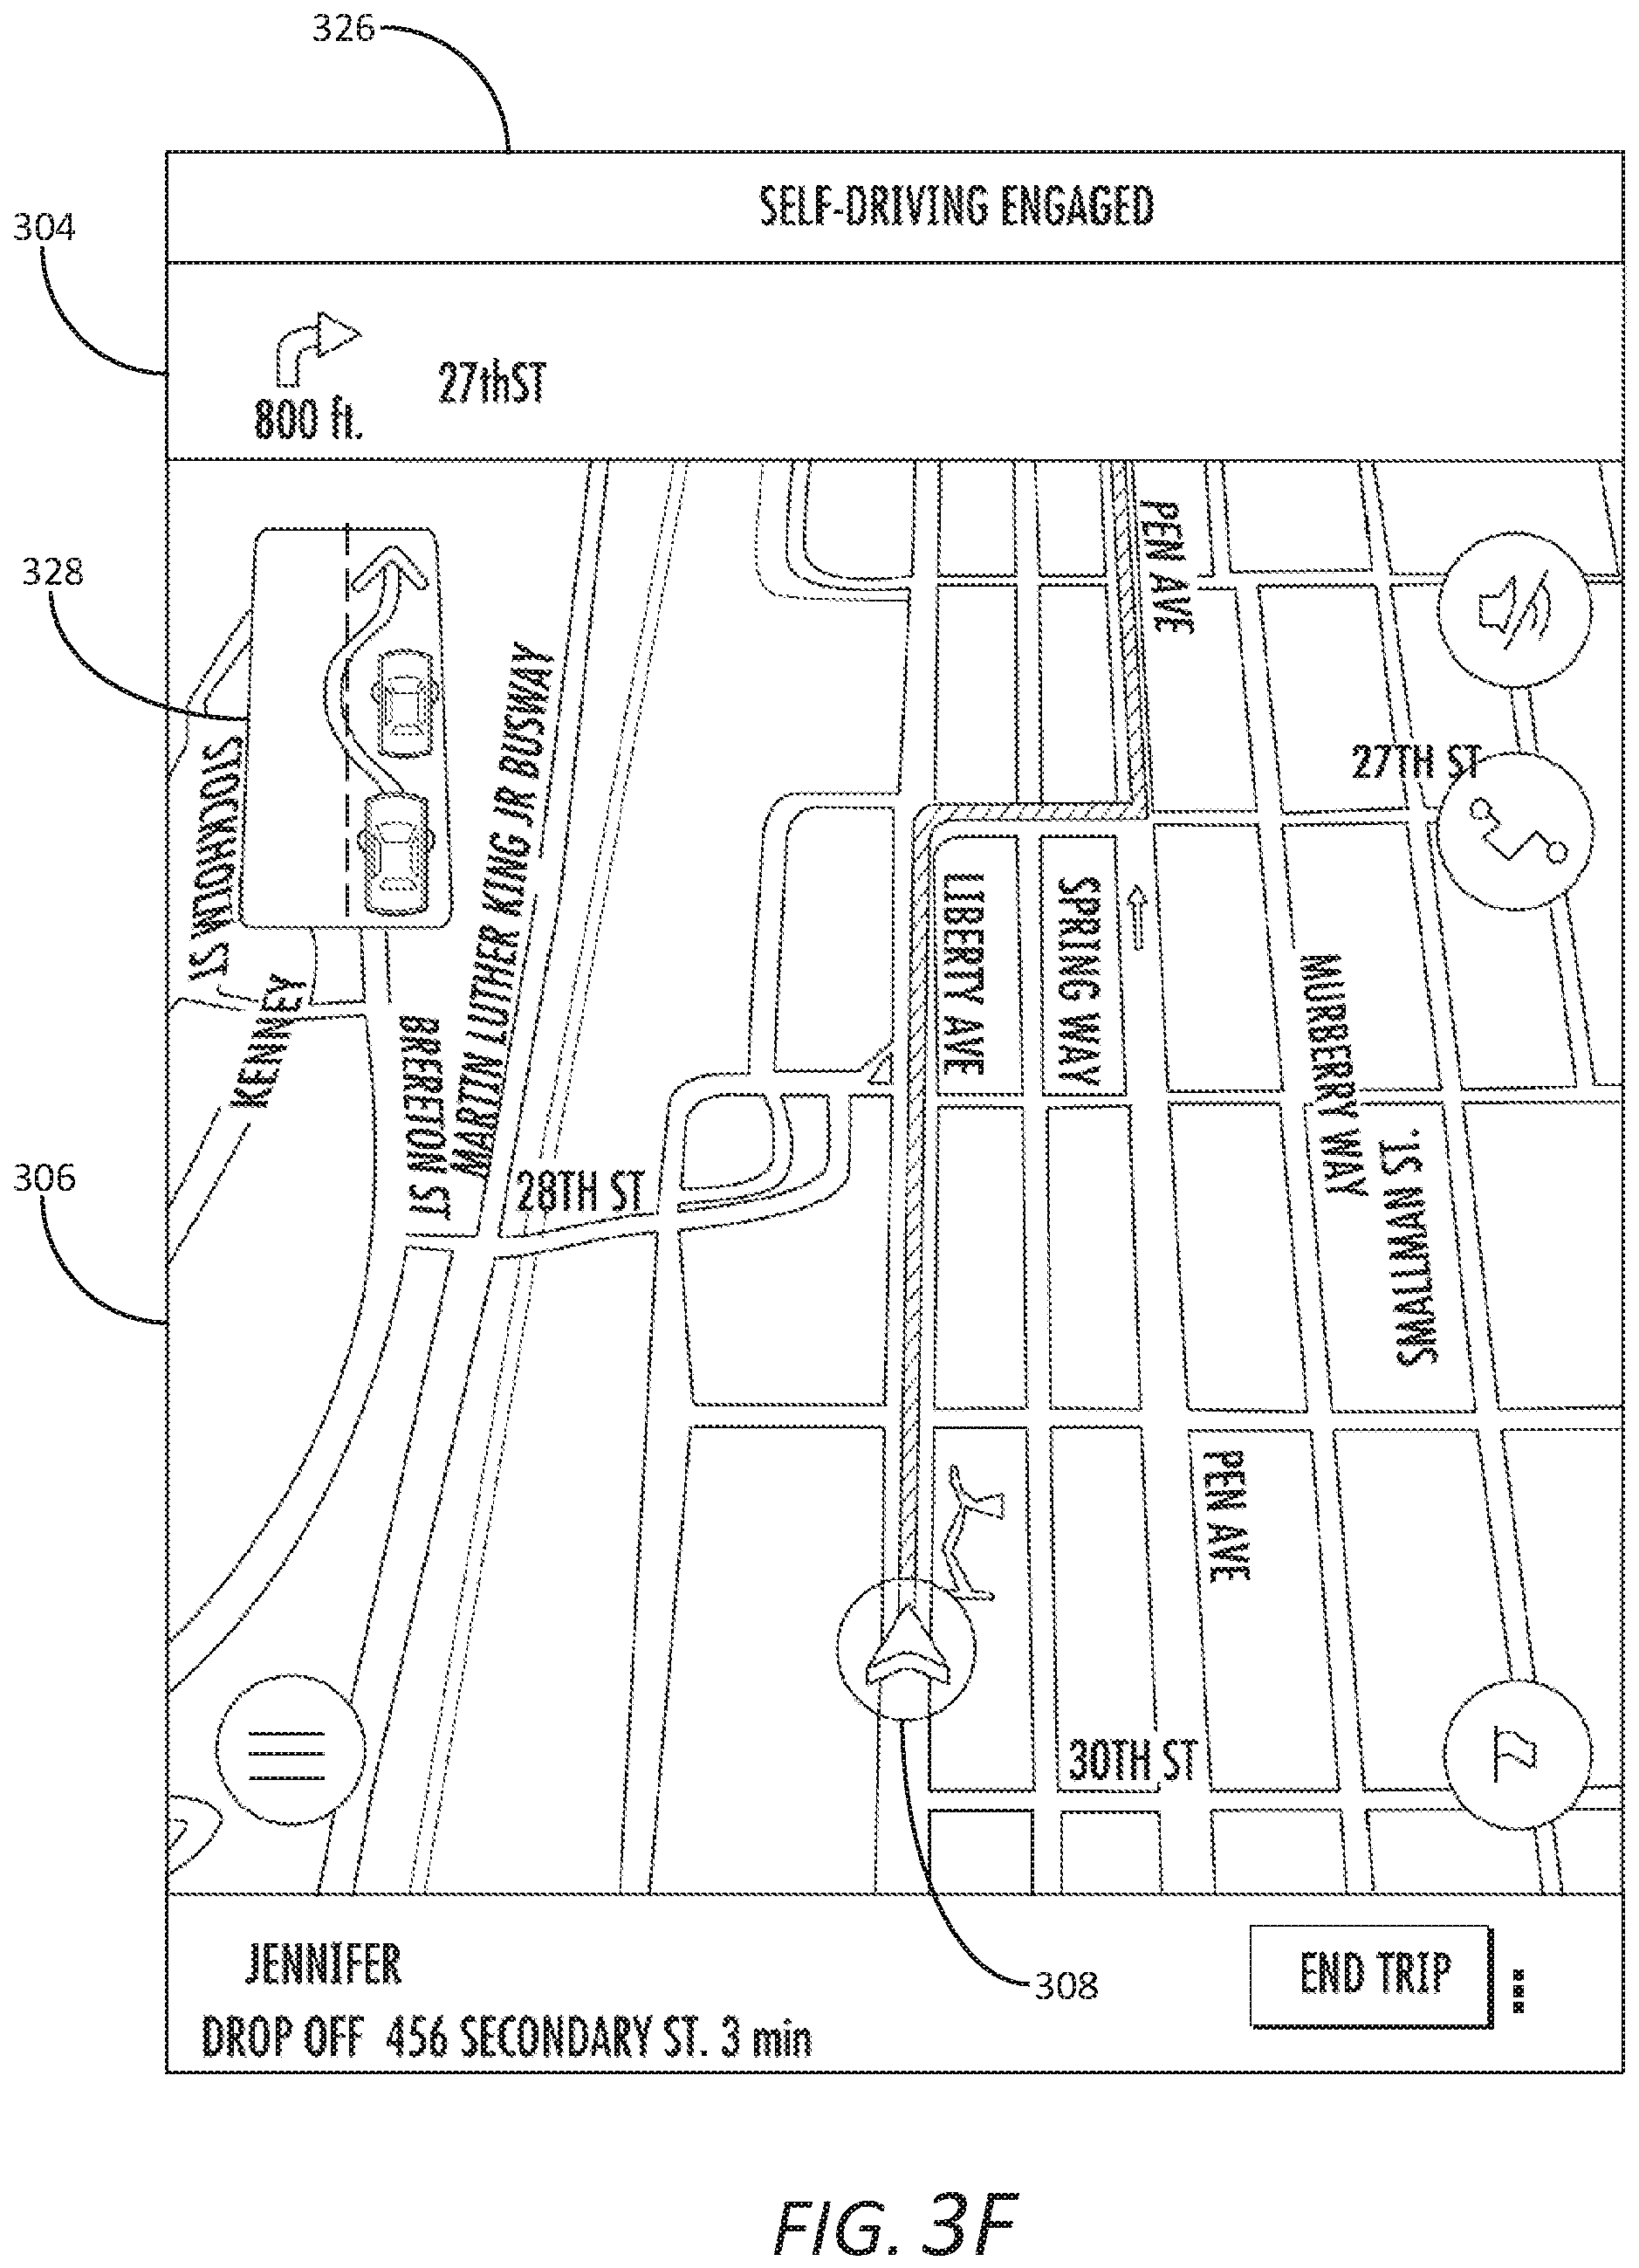 326
SELF-DRIVING ENGAGED
304
800 ft.
27thST
328
PEN AVE
27TH ST
STOCKHOLM ST
KENNEY
BREFETON ST
MARTIN LUTHER KING JR BUSWAY
LIBERTY AVE
SPRING WAY
MURBERRY WAY
SMALLMAN ST.
28TH ST
306
PEN AVE
30TH ST
JENNIFER
308
END TRIP
DROP OFF 456 SECONDARY ST. 3 min
FIG. 3F